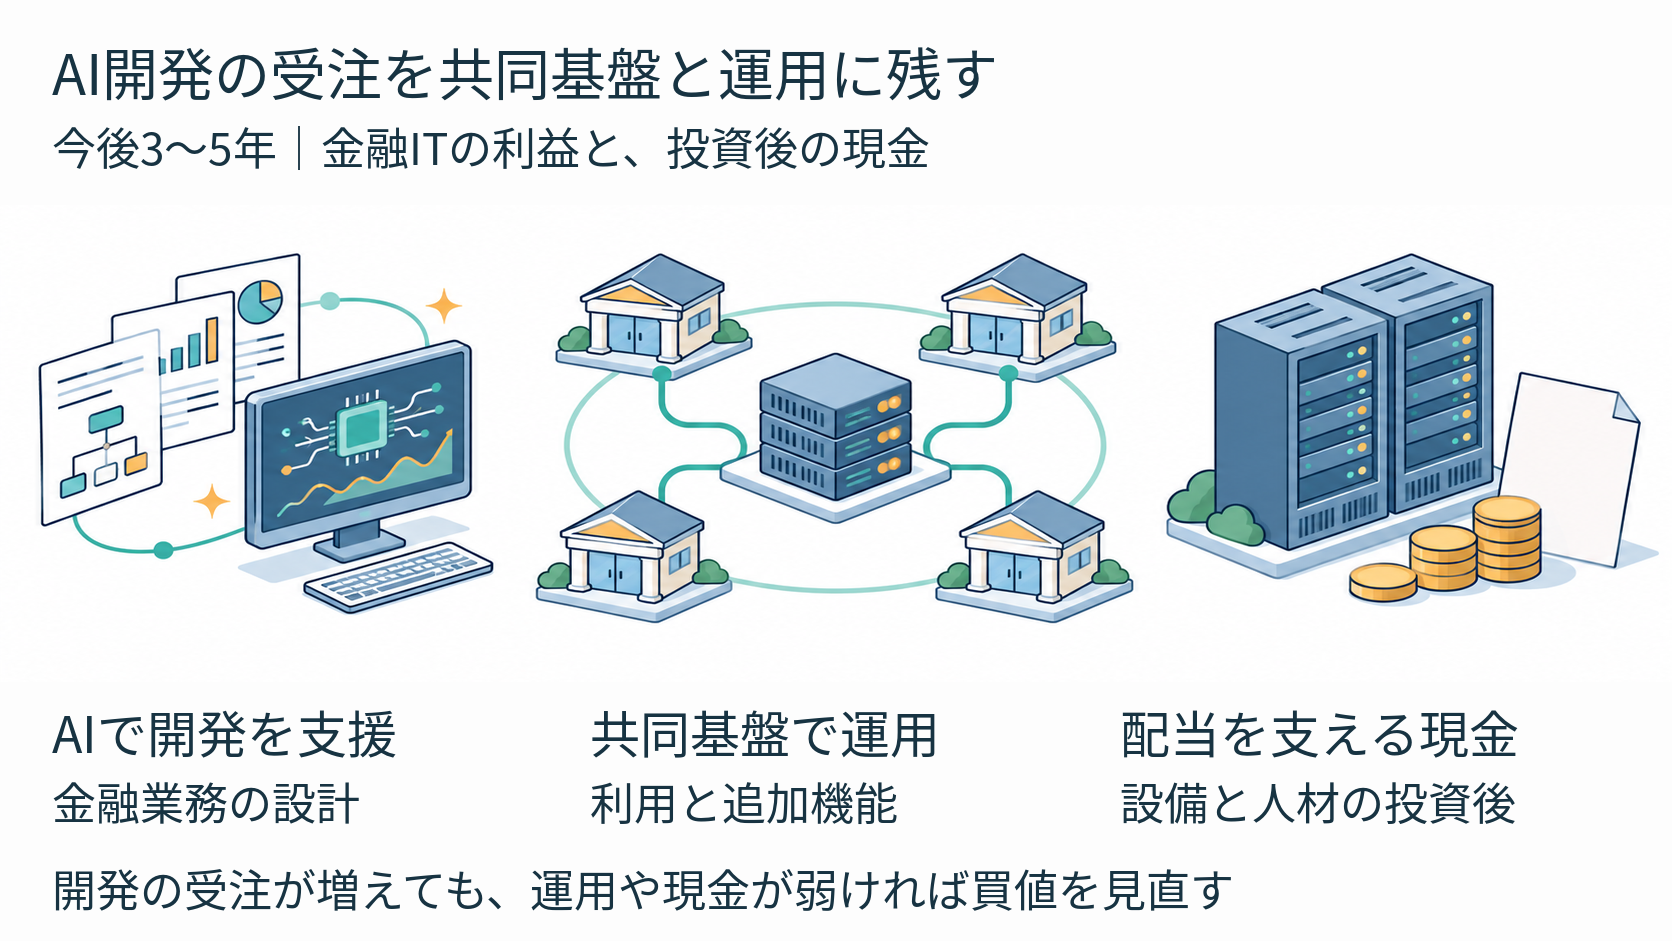 AI開発の受注を共同基盤と運用に残す
今後3〜5年｜金融ITの利益と、投資後の現金
AIで開発を支援
金融業務の設計
共同基盤で運用
利用と追加機能
配当を支える現金
設備と人材の投資後
開発の受注が増えても、運用や現金が弱ければ買値を見直す